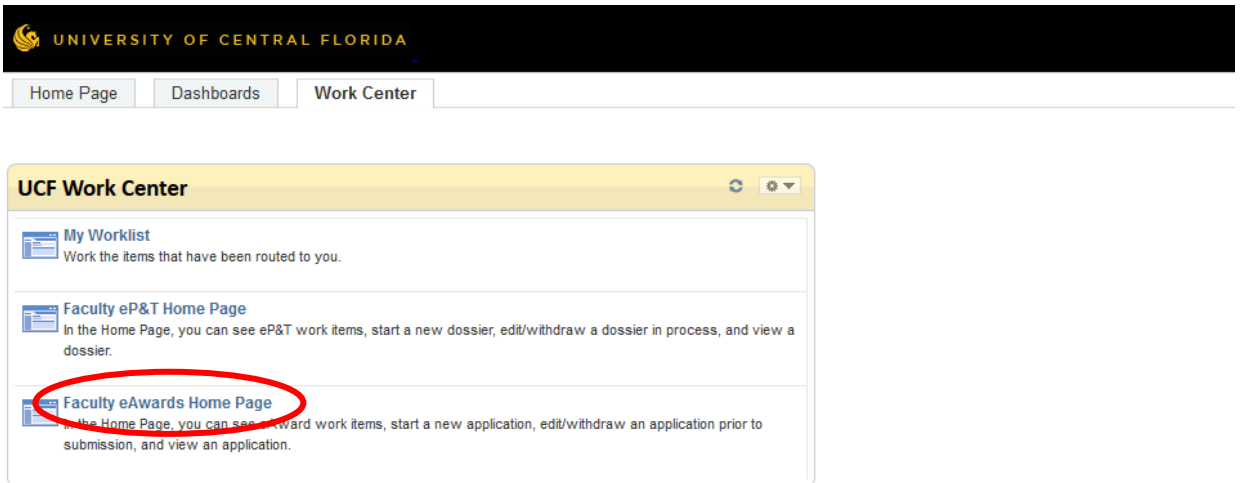 UNIVERSITY OF CENTRAL FLORIDA
Home Page Dashboards Work Center
UCF Work Center
My Worklist
Work the items that have been routed to you.
Faculty eP&T Home Page
In the Home Page, you can see eP&T work items, start a new dossier, edit/withdraw a dossier in process, and view a
dossier.
Faculty eAwards Home Page
In the Home Page, you can see eAward work items, start a new application, edit/withdraw an application prior to
submission, and view an application.